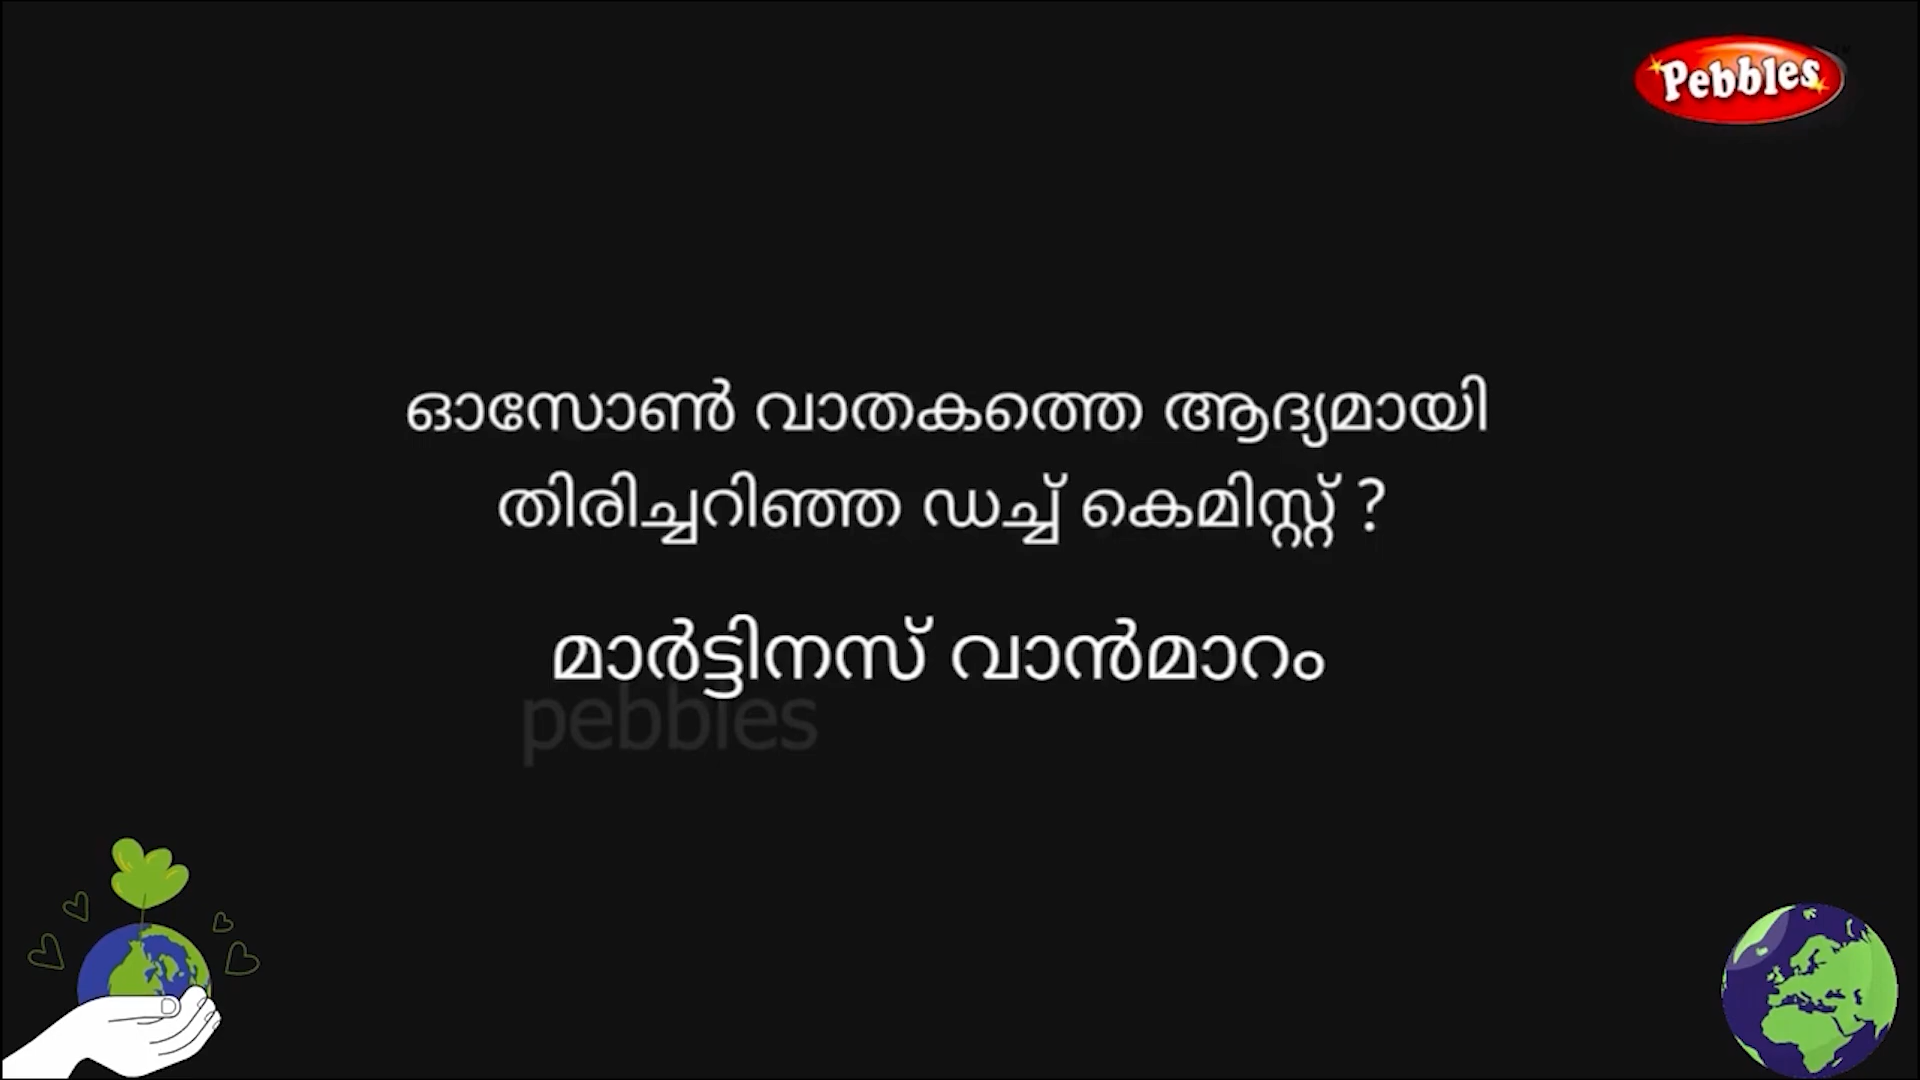 Pebbles
ഓസോൺ വാതകത്തെ ആദ്യമായി
തിരിച്ചറിഞ്ഞ ഡച്ച് കെമിസ്റ്റ് ?
മാർട്ടിനസ് വാൻമാറം
pebbles